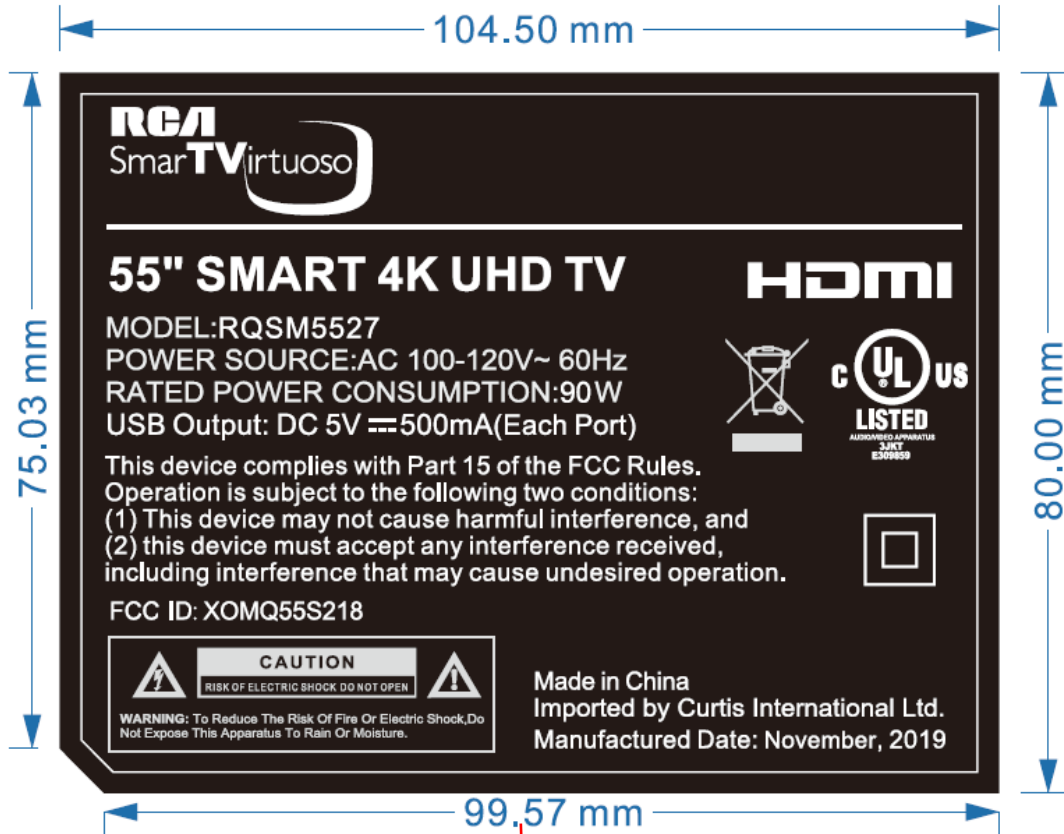 104.50 mm
75.03 mm
80.00 mm
RCA
SmarTVirtuoso
55" SMART 4K UHD TV
HDMI
MODEL:RQSM5527
POWER SOURCE:AC 100-120V~ 60Hz
RATED POWER CONSUMPTION:90W
USB Output: DC 5V ⎓500mA(Each Port)
C UL US
®
LISTED
AUDIO/VIDEO APPARATUS
3JKT
E309859
This device complies with Part 15 of the FCC Rules.
Operation is subject to the following two conditions:
(1) This device may not cause harmful interference, and
(2) this device must accept any interference received,
including interference that may cause undesired operation.
FCC ID: XOMQ55S218
CAUTION
RISK OF ELECTRIC SHOCK DO NOT OPEN
WARNING: To Reduce The Risk Of Fire Or Electric Shock,Do
Not Expose This Apparatus To Rain Or Moisture.
Made in China
Imported by Curtis International Ltd.
Manufactured Date: November, 2019
99.57 mm